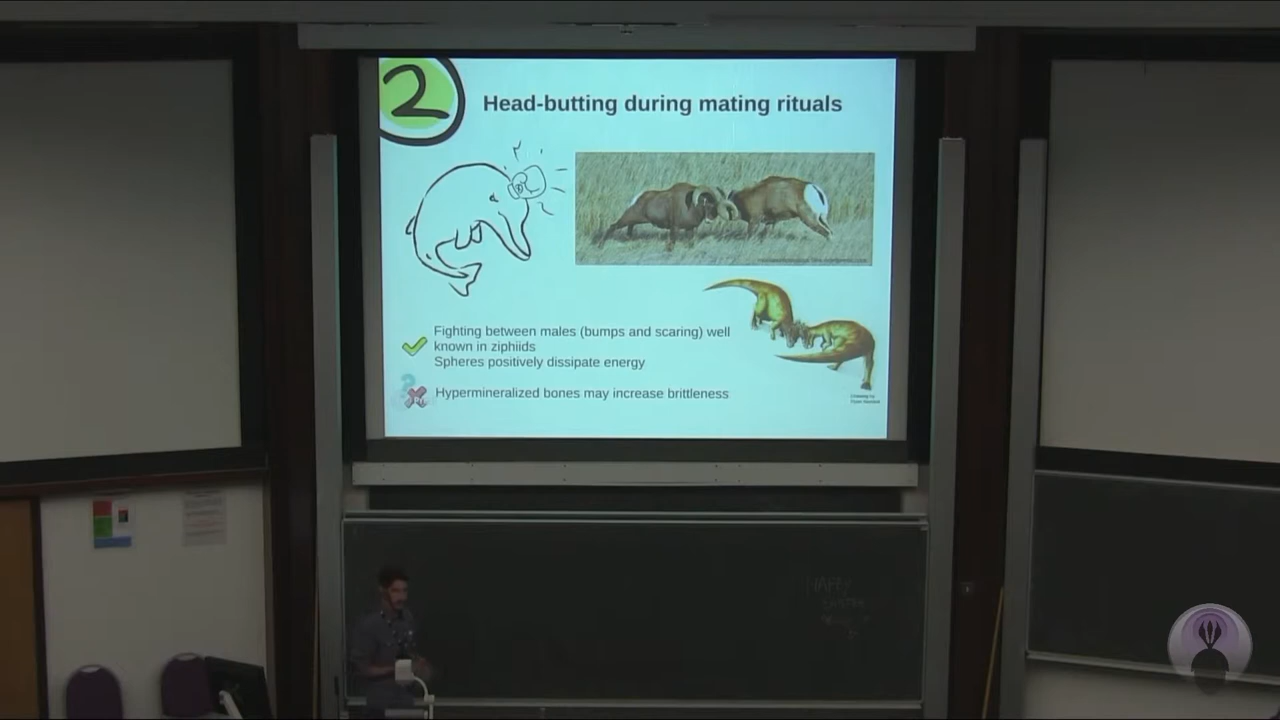 2
Head-butting during mating rituals
Fighting between males (bumps and scaring) well
known in ziphiids
Spheres positively dissipate energy
?
Hypermineralized bones may increase brittleness
HAPPY